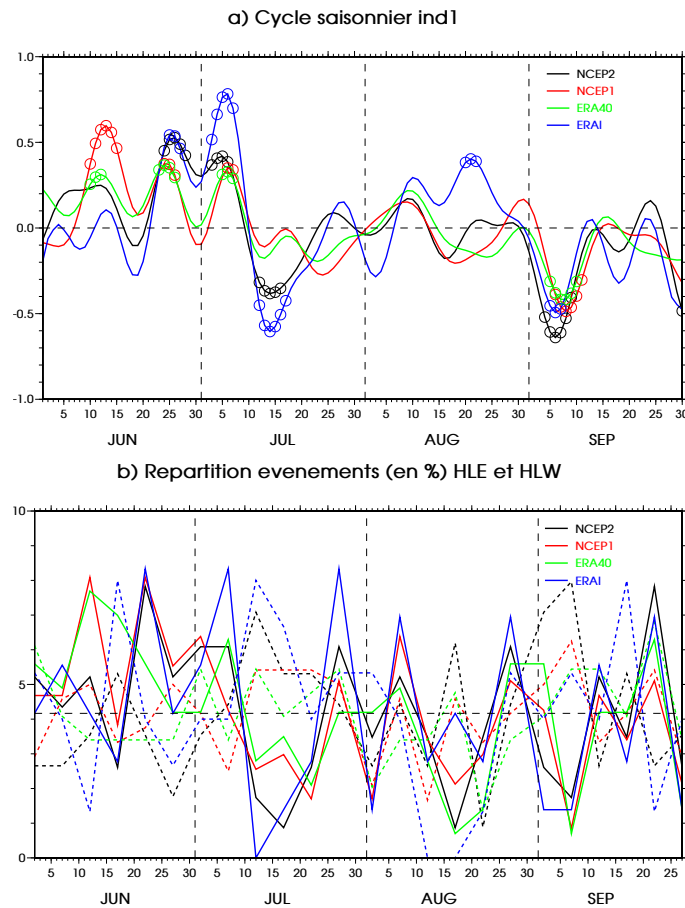 a) Cycle saisonnier ind1
1.0
NCEP2
NCEP1
0.5
ERA40
ERAI
0.0
-0.5
-1.0
5 10 15 20 25 30 5 10 15 20 25 30 5 10 15 20 25 30 5 10 15 20 25 30
JUN JUL AUG SEP
b) Repartition evenements (en %) HLE et HLW
10
NCEP2
NCEP1
ERA40
ERAI
5
0
5 10 15 20 25 30 5 10 15 20 25 30 5 10 15 20 25 30 5 10 15 20 25
JUN JUL AUG SEP